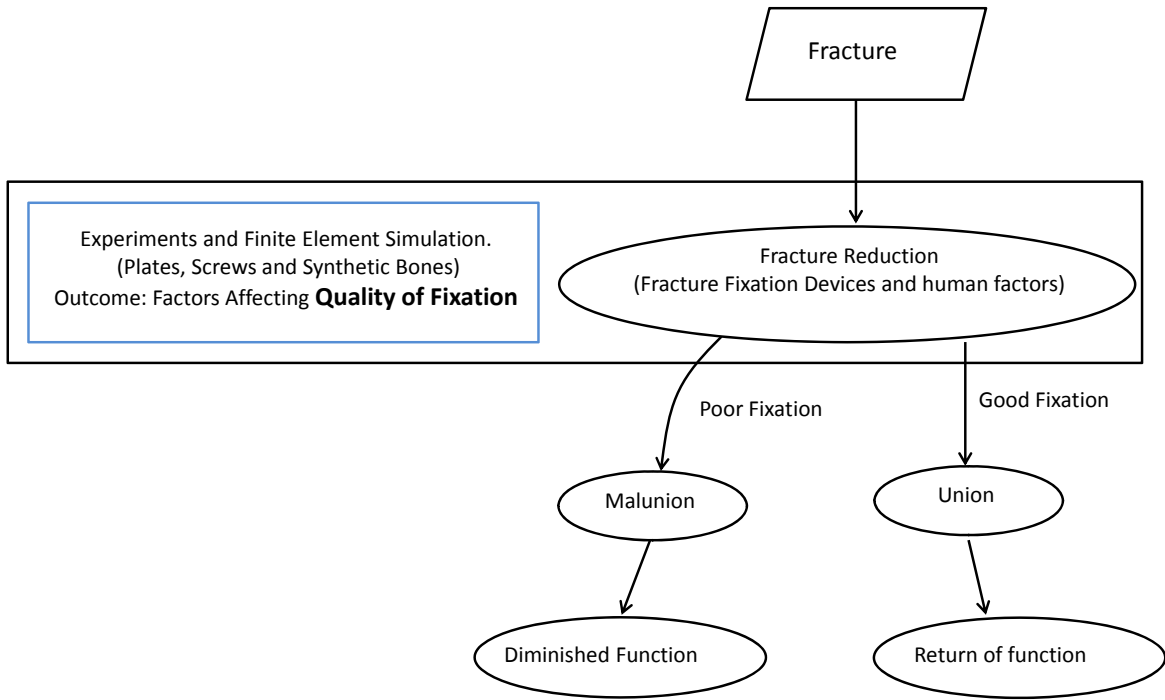 Fracture
Experiments and Finite Element Simulation.
(Plates, Screws and Synthetic Bones)
Outcome: Factors Affecting Quality of Fixation
Fracture Reduction
(Fracture Fixation Devices and human factors)
Poor Fixation
Good Fixation
Malunion
Union
Diminished Function
Return of function